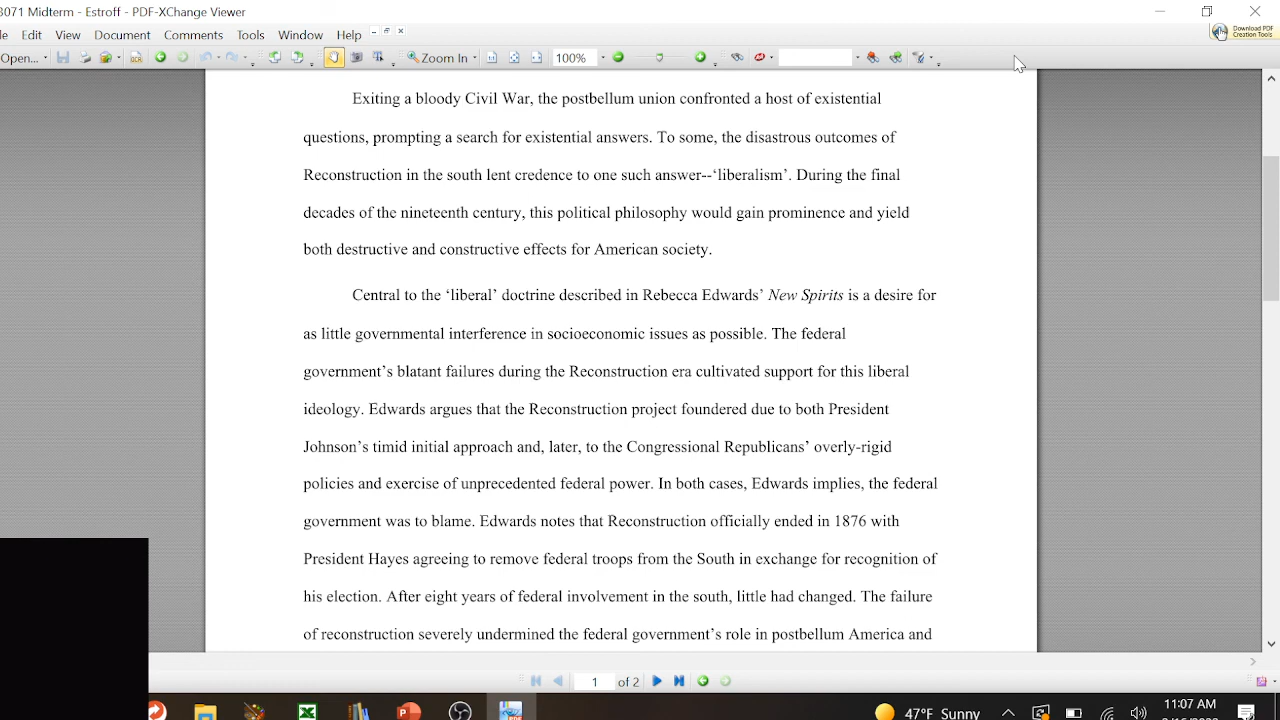 3071 Midterm - Estroff - PDF-XChange Viewer
Edit View Document Comments Tools Window Help
Download PDF
Creation Tools
Open... Zoom In 100%
Exiting a bloody Civil War, the postbellum union confronted a host of existential
questions, prompting a search for existential answers. To some, the disastrous outcomes of
Reconstruction in the south lent credence to one such answer--‘liberalism’. During the final
decades of the nineteenth century, this political philosophy would gain prominence and yield
both destructive and constructive effects for American society.
Central to the ‘liberal’ doctrine described in Rebecca Edwards’ New Spirits is a desire for
as little governmental interference in socioeconomic issues as possible. The federal
government’s blatant failures during the Reconstruction era cultivated support for this liberal
ideology. Edwards argues that the Reconstruction project foundered due to both President
Johnson’s timid initial approach and, later, to the Congressional Republicans’ overly-rigid
policies and exercise of unprecedented federal power. In both cases, Edwards implies, the federal
government was to blame. Edwards notes that Reconstruction officially ended in 1876 with
President Hayes agreeing to remove federal troops from the South in exchange for recognition of
his election. After eight years of federal involvement in the south, little had changed. The failure
of reconstruction severely undermined the federal government’s role in postbellum America and
1 of 2
47°F Sunny
11:07 AM